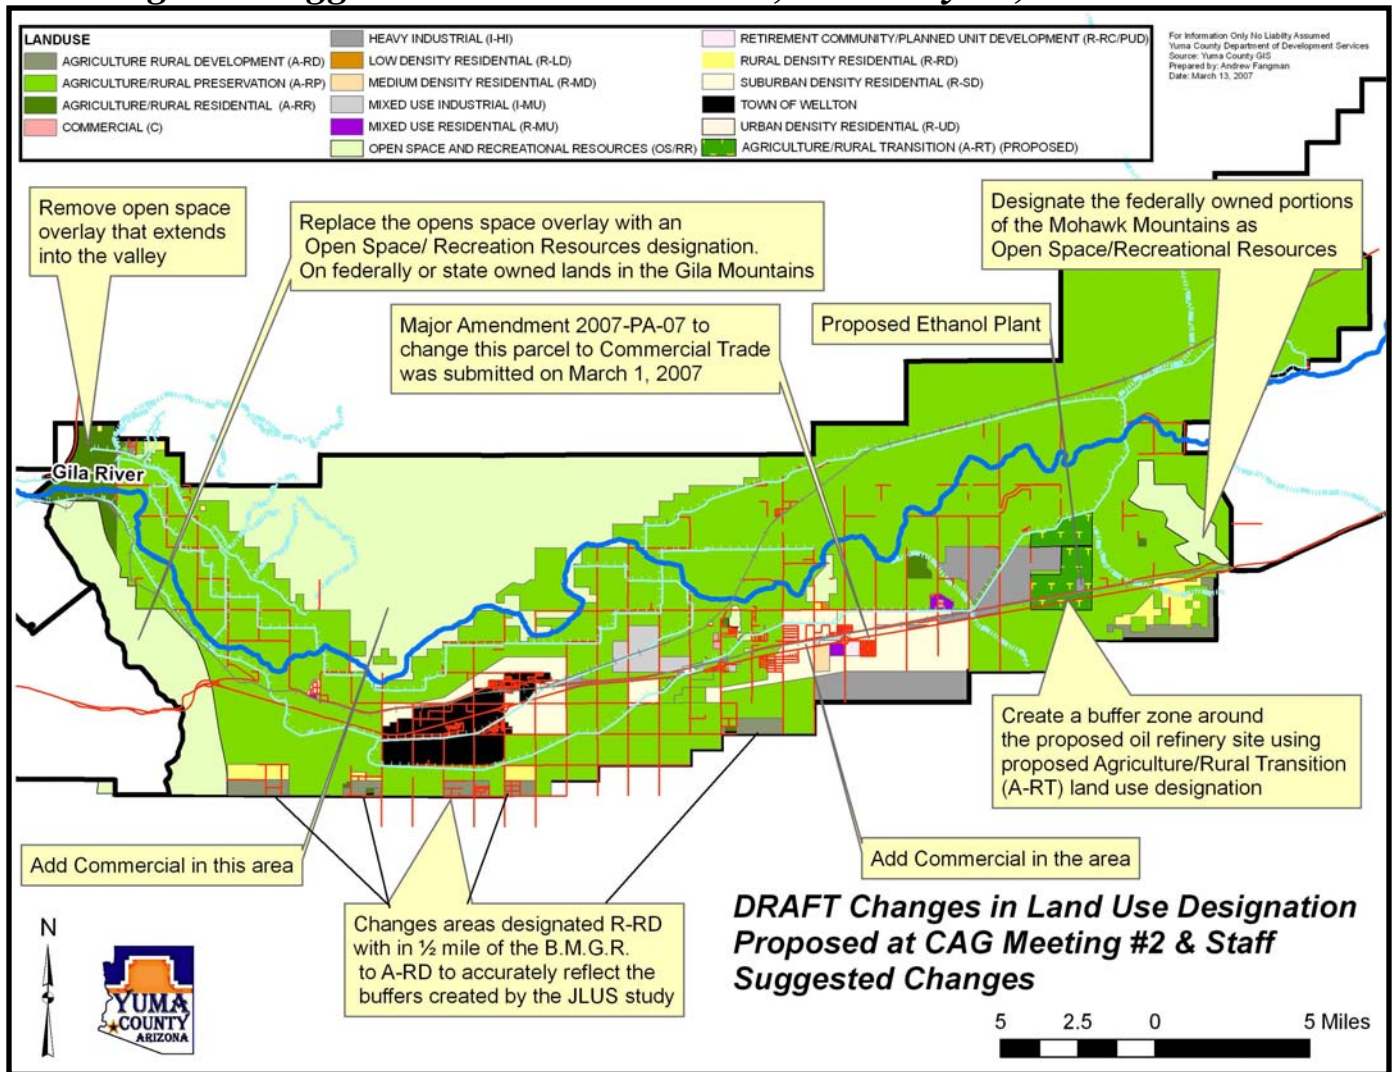 LANDUSE
AGRICULTURE RURAL DEVELOPMENT (A-RD)
AGRICULTURE/RURAL PRESERVATION (A-RP)
AGRICULTURE/RURAL RESIDENTIAL (A-RR)
COMMERCIAL (C)
HEAVY INDUSTRIAL (I-HI)
LOW DENSITY RESIDENTIAL (R-LD)
MEDIUM DENSITY RESIDENTIAL (R-MD)
MIXED USE INDUSTRIAL (I-MU)
MIXED USE RESIDENTIAL (R-MU)
OPEN SPACE AND RECREATIONAL RESOURCES (OS/RR)
RETIREMENT COMMUNITY/PLANNED UNIT DEVELOPMENT (R-RC/PUD)
RURAL DENSITY RESIDENTIAL (R-RD)
SUBURBAN DENSITY RESIDENTIAL (R-SD)
TOWN OF WELLTON
URBAN DENSITY RESIDENTIAL (R-UD)
AGRICULTURE/RURAL TRANSITION (A-RT) (PROPOSED)
For Information Only No Liabilty Assumed
Yuma County Department of Development Services
Source: Yuma County GIS
Prepared by: Andrew Fangman
Date: March 13, 2007
Remove open space
overlay that extends
into the valley
Replace the opens space overlay with an
Open Space/ Recreation Resources designation.
On federally or state owned lands in the Gila Mountains
Designate the federally owned portions
of the Mohawk Mountains as
Open Space/Recreational Resources
Major Amendment 2007-PA-07 to
change this parcel to Commercial Trade
was submitted on March 1, 2007
Proposed Ethanol Plant
Gila River
Create a buffer zone around
the proposed oil refinery site using
proposed Agriculture/Rural Transition
(A-RT) land use designation
Add Commercial in this area
Add Commercial in the area
Changes areas designated R-RD
with in ½ mile of the B.M.G.R.
to A-RD to accurately reflect the
buffers created by the JLUS study
DRAFT Changes in Land Use Designation
Proposed at CAG Meeting #2 & Staff
Suggested Changes
N
YUMA
COUNTY
ARIZONA
5 2.5 0 5 Miles